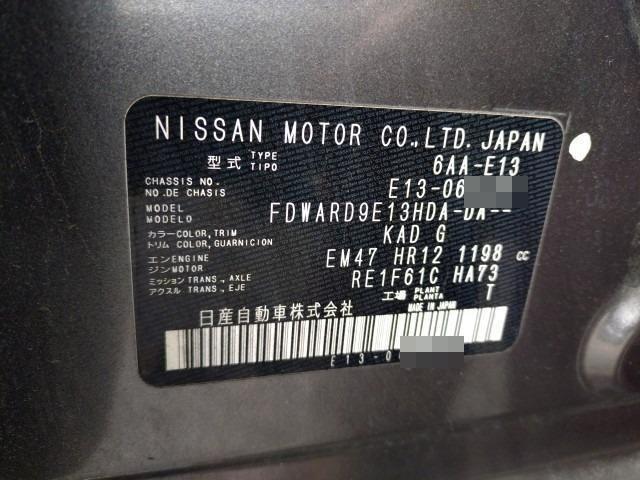 NISSAN MOTOR CO.,LTD. JAPAN
型式 TYPE TIPO 6AA-E13
CHASSIS NO. NO.DE CHASIS E13-06
MODEL MODELO FDWARD9E13HDA-DX--
カラー COLOR, TRIM トリム COLOR, GUARNICION KAD G
エンジン ENGINE MOTOR EM47 HR12 1198 cc
ミッション TRANS., AXLE アクスル TRANS., EJE RE1F61C HA73
工場 PLANT PLANTA T
日産自動車株式会社 MADE IN JAPAN
E13-0